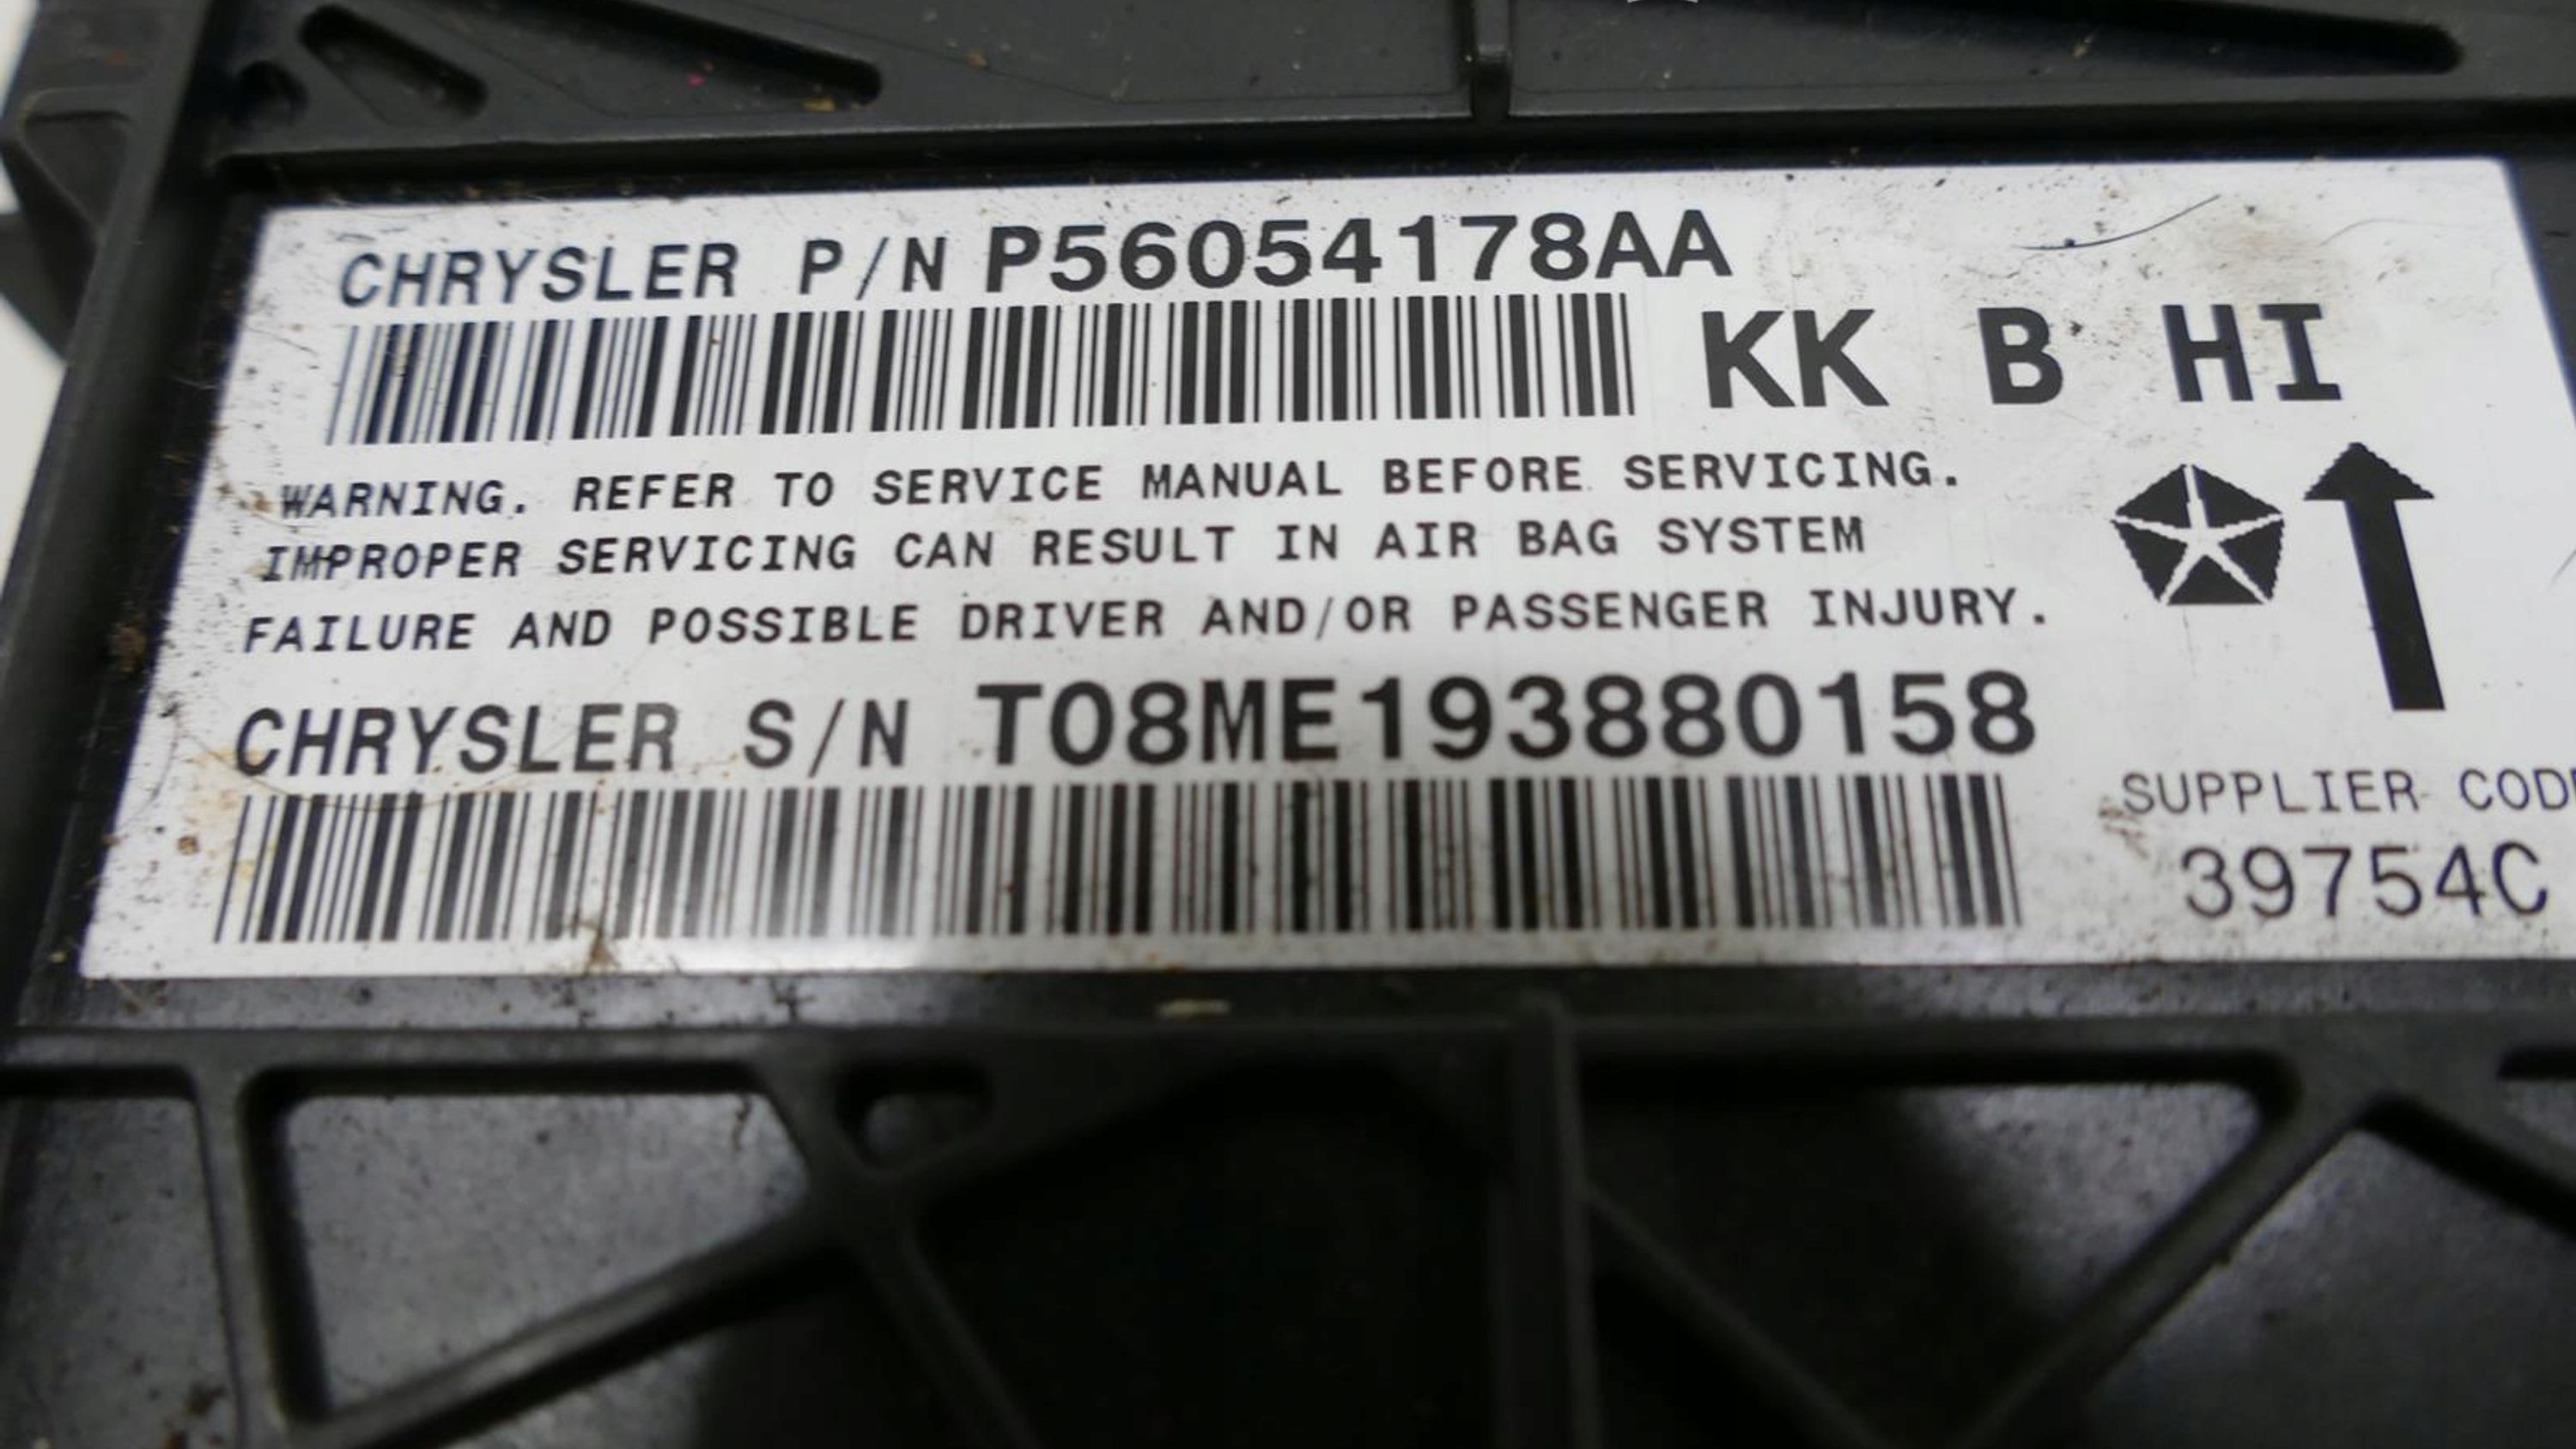 CHRYSLER P/N P56054178AA
KK B HI
WARNING. REFER TO SERVICE MANUAL BEFORE SERVICING.
IMPROPER SERVICING CAN RESULT IN AIR BAG SYSTEM
FAILURE AND POSSIBLE DRIVER AND/OR PASSENGER INJURY.
CHRYSLER S/N T08ME193880158
SUPPLIER COD
39754C